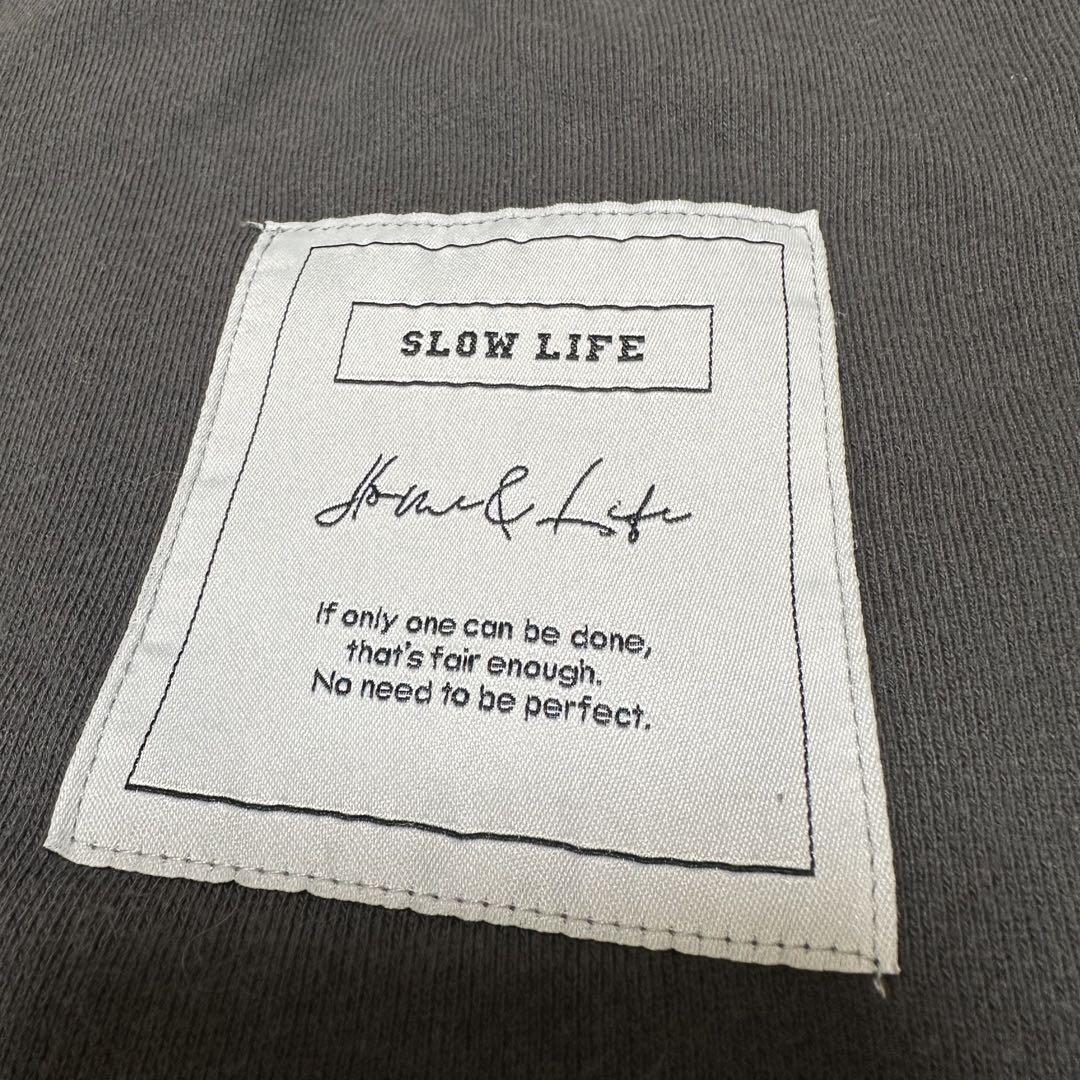 SLOW LIFE
Home & Life
If only one can be done,
that's fair enough.
No need to be perfect.